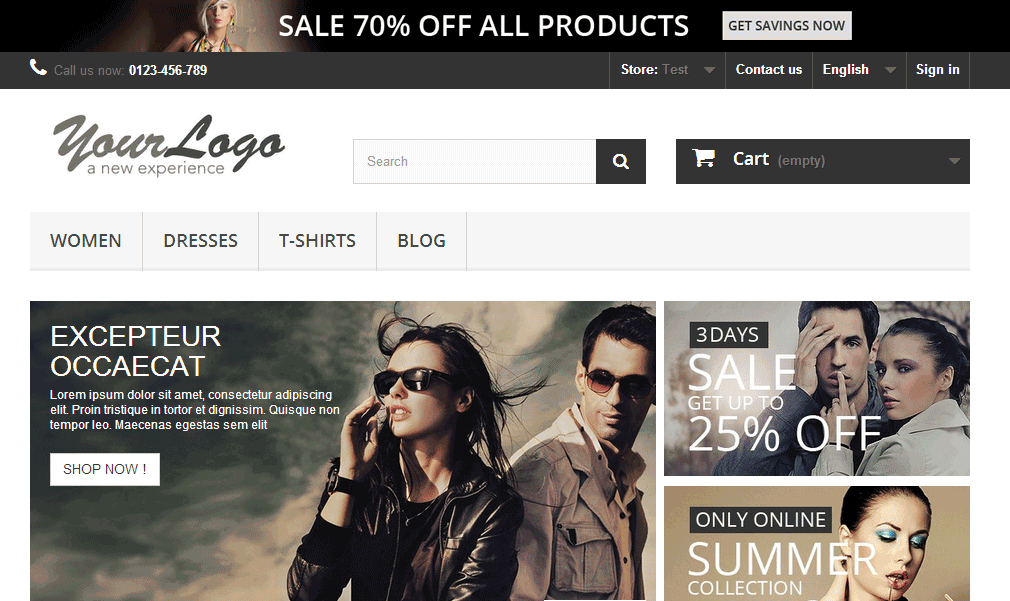 SALE 70% OFF ALL PRODUCTS GET SAVINGS NOW
Call us now: 0123-456-789 Store: Test Contact us English Sign in
YourLogo
a new experience
Search Cart (empty)
WOMEN DRESSES T-SHIRTS BLOG
EXCEPTEUR
OCCAECAT
Lorem ipsum dolor sit amet, consectetur adipiscing
elit. Proin tristique in tortor et dignissim. Quisque non
tempor leo. Maecenas egestas sem elit
SHOP NOW !
3 DAYS
SALE
GET UP TO
25% OFF
ONLY ONLINE
SUMMER
COLLECTION